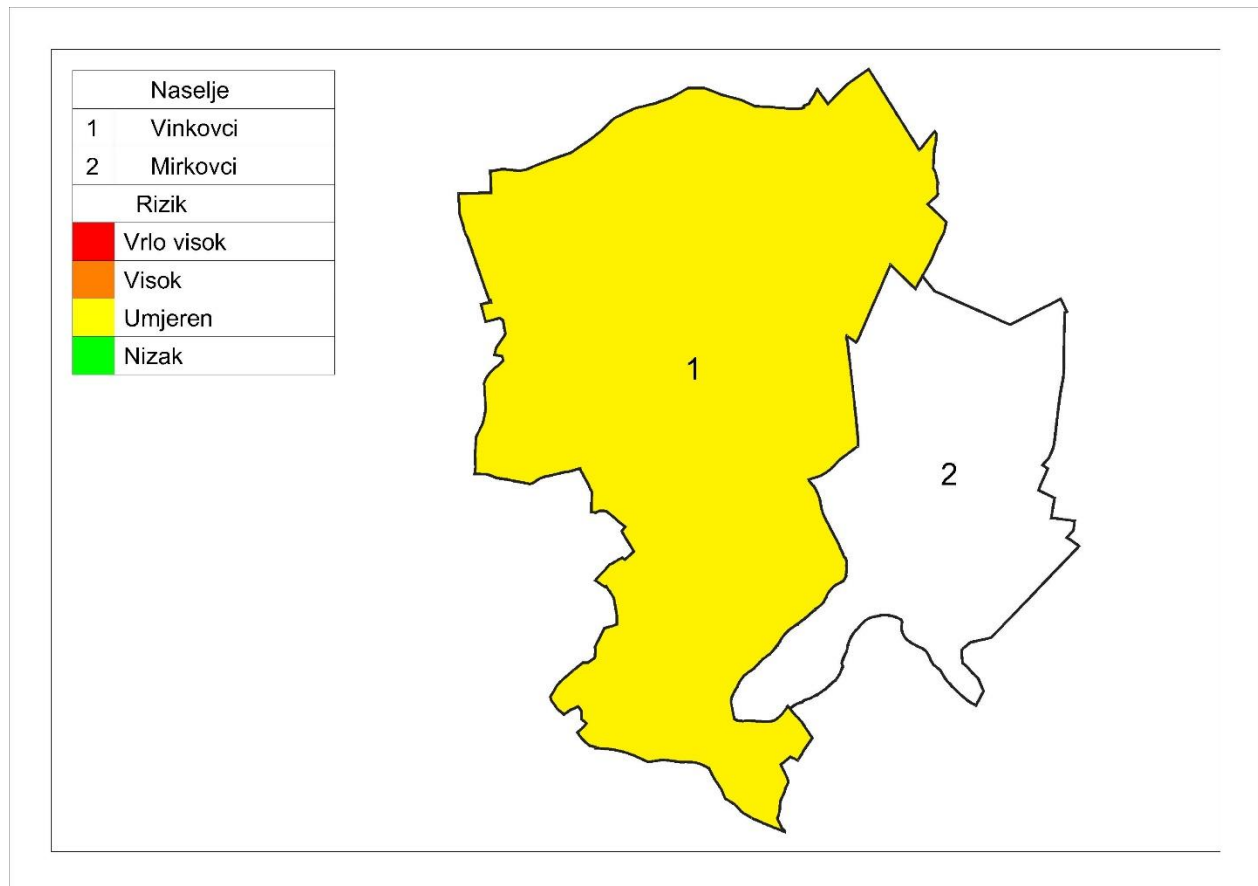 Naselje
1 Vinkovci
2 Mirkovci
Rizik
Vrlo visok
Visok
Umjeren
Nizak
1
2